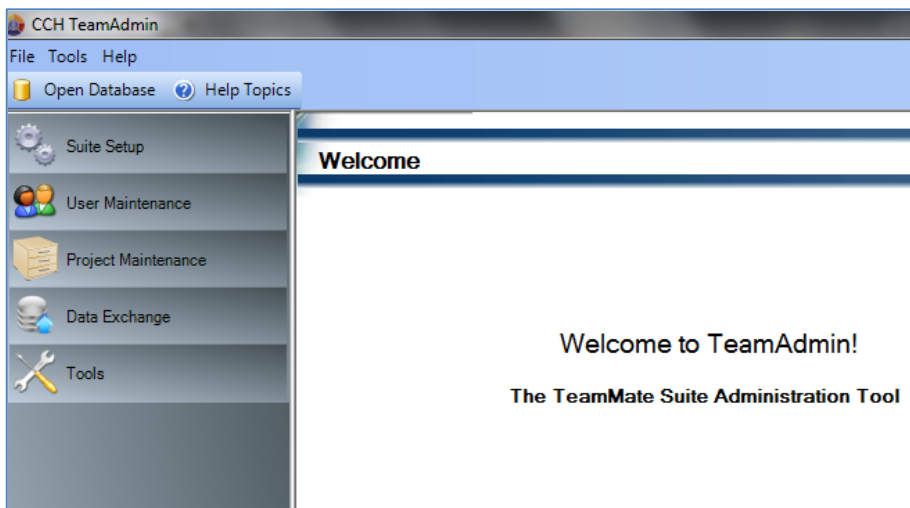 CCH TeamAdmin
File Tools Help
Open Database Help Topics
Suite Setup
User Maintenance
Project Maintenance
Data Exchange
Tools
Welcome
Welcome to TeamAdmin!
The TeamMate Suite Administration Tool